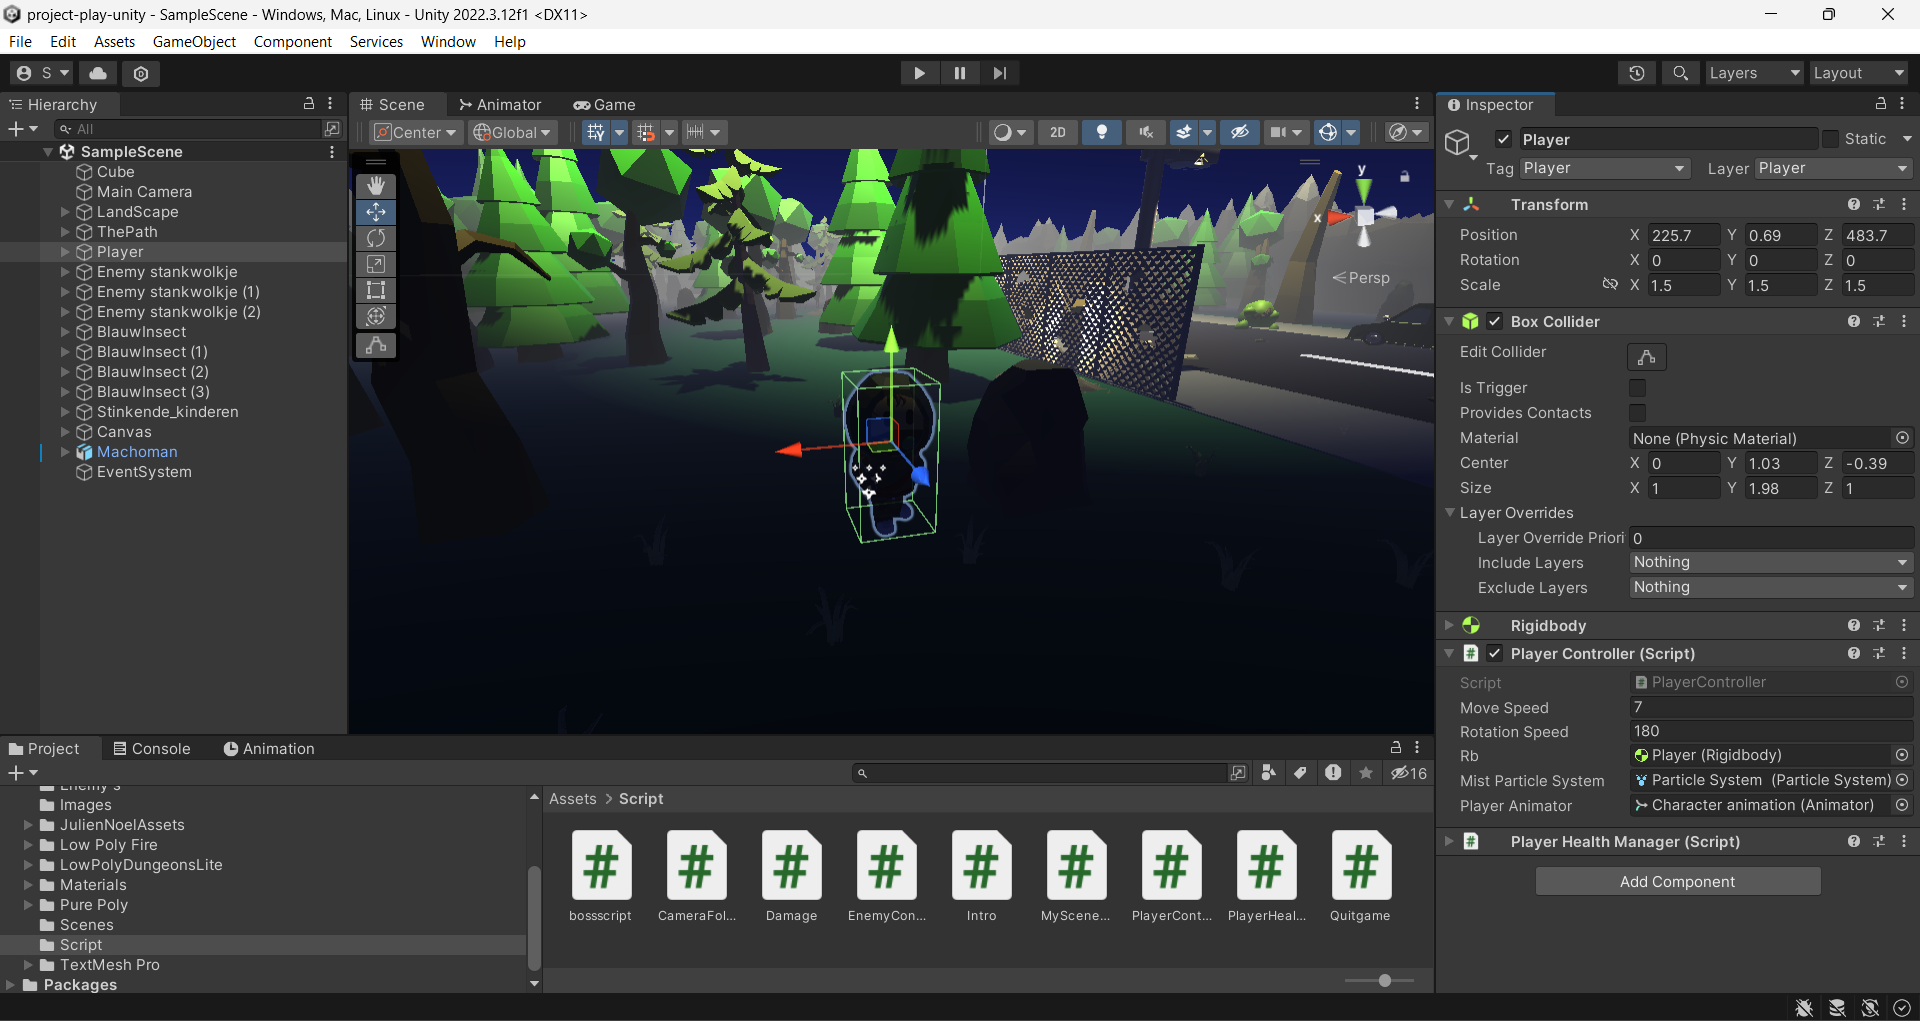 project-play-unity - SampleScene - Windows, Mac, Linux - Unity 2022.3.12f1 <DX11>
File Edit Assets GameObject Component Services Window Help
S Layers Layout
Hierarchy
All
SampleScene
Cube
Main Camera
LandScape
ThePath
Player
Enemy stankwolkje
Enemy stankwolkje (1)
Enemy stankwolkje (2)
BlauwInsect
BlauwInsect (1)
BlauwInsect (2)
BlauwInsect (3)
Stinkende_kinderen
Canvas
Machoman
EventSystem
Scene Animator Game
Center Global 2D
y
x
Persp
Inspector
Player Static
Tag Player Layer Player
Transform
Position X 225.7 Y 0.69 Z 483.7
Rotation X 0 Y 0 Z 0
Scale X 1.5 Y 1.5 Z 1.5
Box Collider
Edit Collider
Is Trigger
Provides Contacts
Material None (Physic Material)
Center X 0 Y 1.03 Z -0.39
Size X 1 Y 1.98 Z 1
Layer Overrides
Layer Override Priori 0
Include Layers Nothing
Exclude Layers Nothing
Rigidbody
Player Controller (Script)
Script PlayerController
Move Speed 7
Rotation Speed 180
Rb Player (Rigidbody)
Mist Particle System Particle System (Particle System)
Player Animator Character animation (Animator)
Player Health Manager (Script)
Add Component
Project Console Animation
16
Enemy's
Images
JulienNoelAssets
Low Poly Fire
LowPolyDungeonsLite
Materials
Pure Poly
Scenes
Script
TextMesh Pro
Packages
Assets > Script
bossscript CameraFol... Damage EnemyCon... Intro MyScene... PlayerCont... PlayerHeal... Quitgame